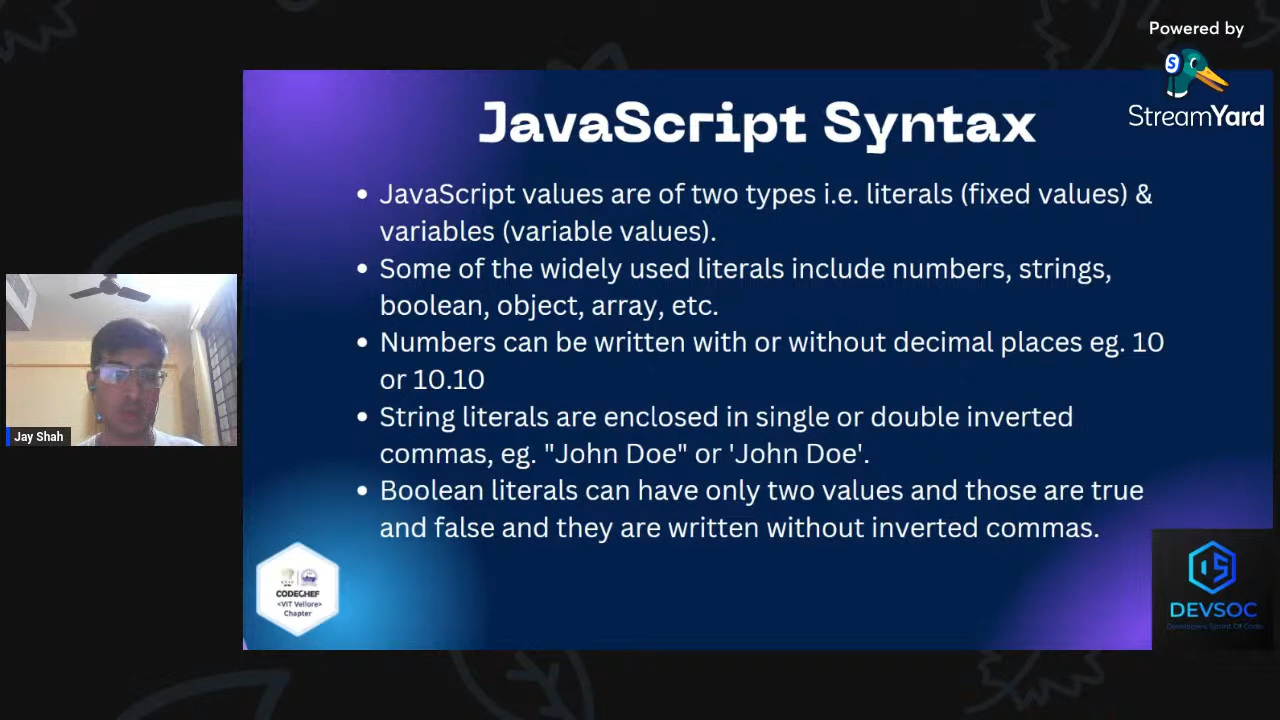 Powered by
StreamYard
JavaScript Syntax
• JavaScript values are of two types i.e. literals (fixed values) &
variables (variable values).
• Some of the widely used literals include numbers, strings,
boolean, object, array, etc.
• Numbers can be written with or without decimal places eg. 10
or 10.10
• String literals are enclosed in single or double inverted
commas, eg. "John Doe" or 'John Doe'.
• Boolean literals can have only two values and those are true
and false and they are written without inverted commas.
Jay Shah
CODECHEF
<VIT Vellore>
Chapter
DEVSOC
Developers Sprint Of Code